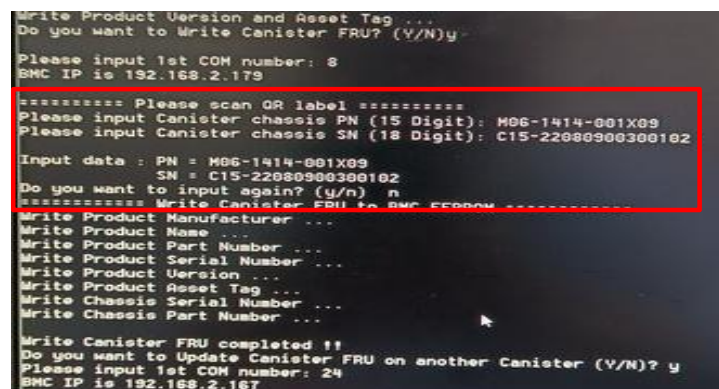 Write Product Version and Asset Tag ...
Do you want to Write Canister FRU? (Y/N)y
Please input 1st COM number: 8
BMC IP is 192.168.2.179
========== Please scan QR label ==========
Please input Canister chassis PN (15 Digit): M06-1414-001X09
Please input Canister chassis SN (18 Digit): C15-22080900300102
Input data : PN = M06-1414-001X09
SN = C15-22080900300102
Do you want to input again? (y/n)  n
============ Write Canister FRU to BMC EEPROM ============
Write Product Manufacturer ...
Write Product Name ...
Write Product Part Number ...
Write Product Serial Number ...
Write Product Version ...
Write Product Asset Tag ...
Write Chassis Serial Number ...
Write Chassis Part Number ...
Write Canister FRU completed !!
Do you want to Update Canister FRU on another Canister (Y/N)? y
Please input 1st COM number: 24
BMC IP is 192.168.2.167